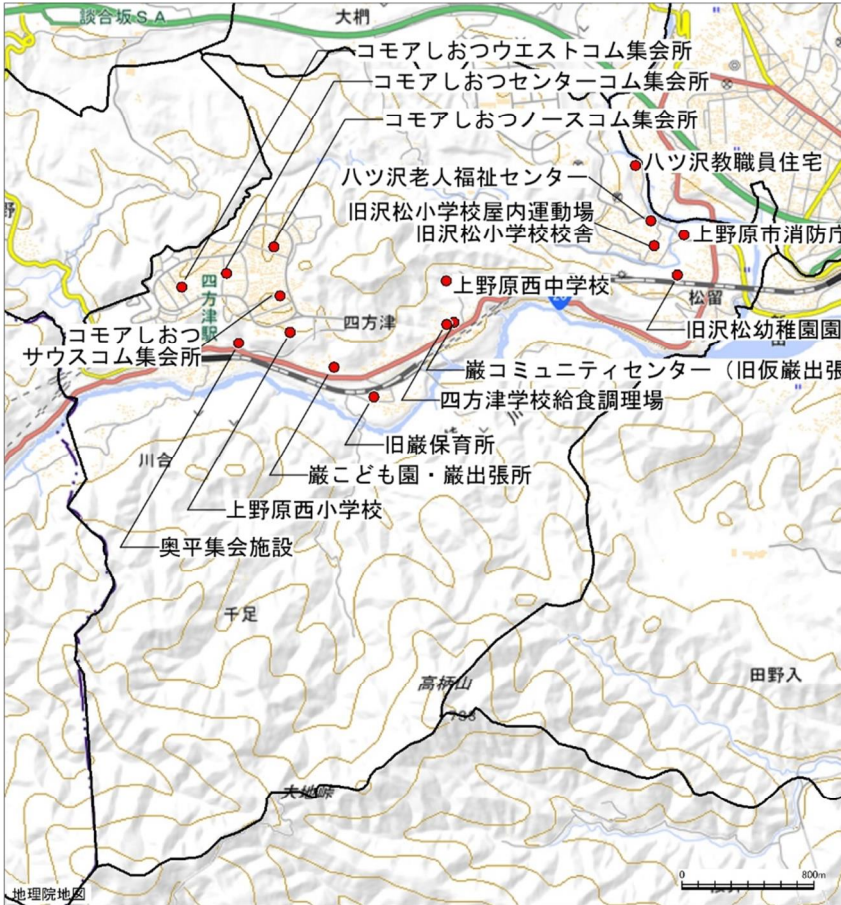 談合坂SA
大椚
コモアしおつウエストコム集会所
コモアしおつセンターコム集会所
コモアしおつノースコム集会所
八ツ沢教職員住宅
八ツ沢老人福祉センター
旧沢松小学校屋内運動場
旧沢松小学校校舎
上野原市消防庁
野
四方津駅
上野原西中学校
20
松留
新田
四方津
コモアしおつ
サウスコム集会所
旧沢松幼稚園園
巌コミュニティセンター（旧仮巌出張
四方津学校給食調理場
川
旧巌保育所
川合
巌こども園・巌出張所
上野原西小学校
奥平集会施設
千足
高柄山
733
田野入
大地峠
地理院地図
0
800m